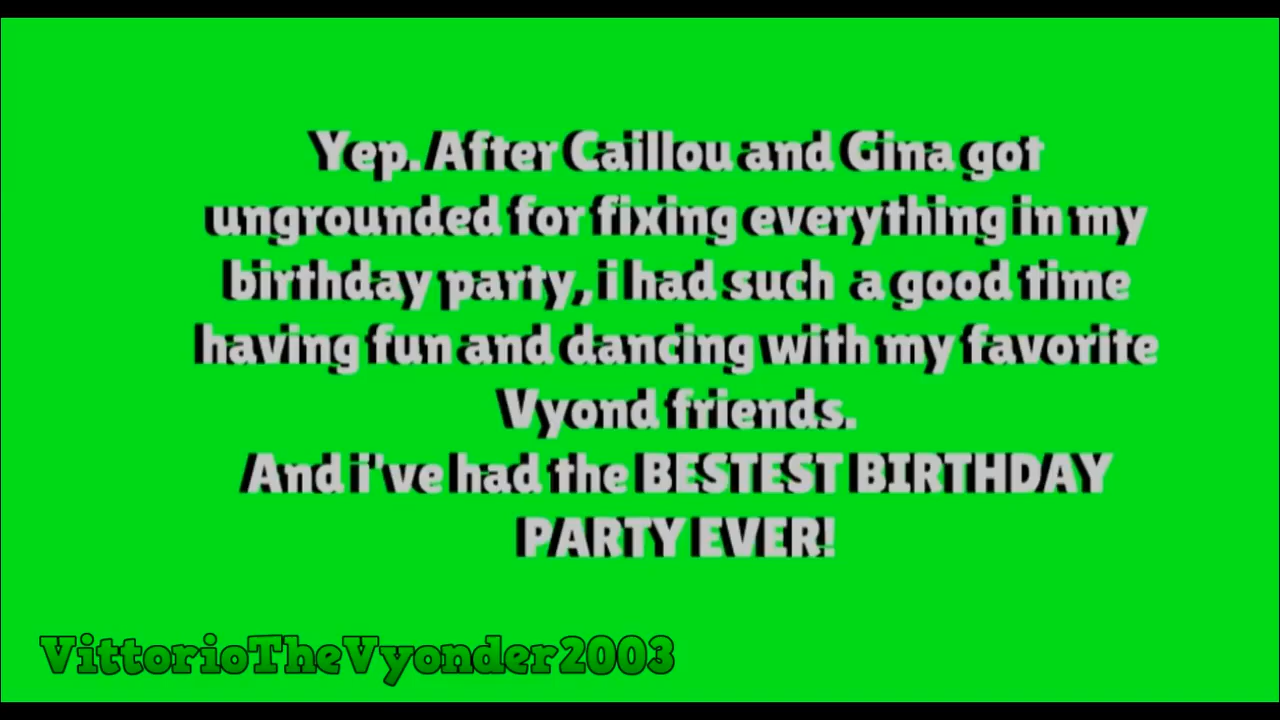 Yep. After Caillou and Gina got
ungrounded for fixing everything in my
birthday party, i had such  a good time
having fun and dancing with my favorite
Vyond friends.
And i've had the BESTEST BIRTHDAY
PARTY EVER!
VittorioTheVyonder2003